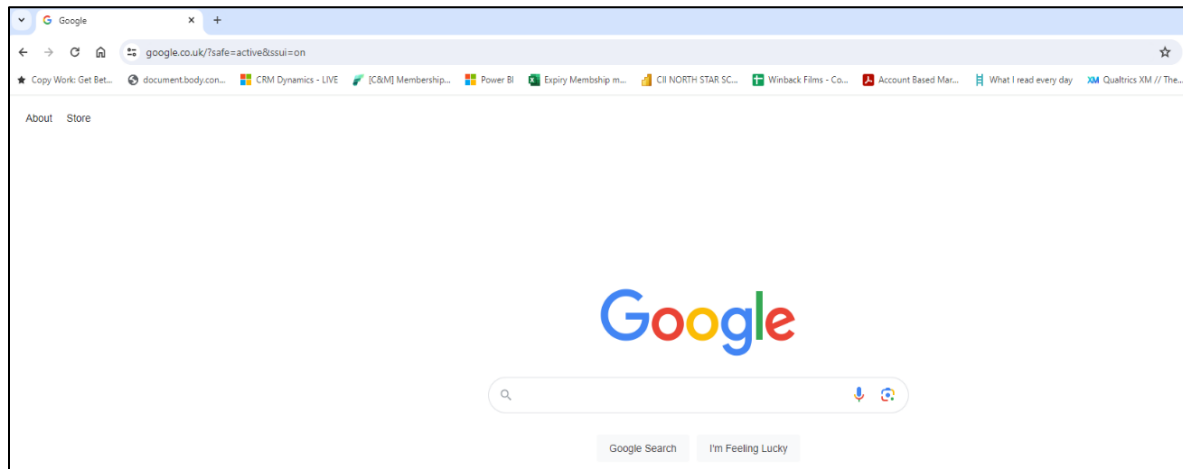 Google
google.co.uk/?safe=active&ssui=on
Copy Work: Get Bet... document.body.con... CRM Dynamics - LIVE [C&M] Membership... Power BI Expiry Membship m... CII NORTH STAR SC... Winback Films - Co... Account Based Mar... What I read every day XM Qualtrics XM // The...
About Store
Google
Google Search I'm Feeling Lucky